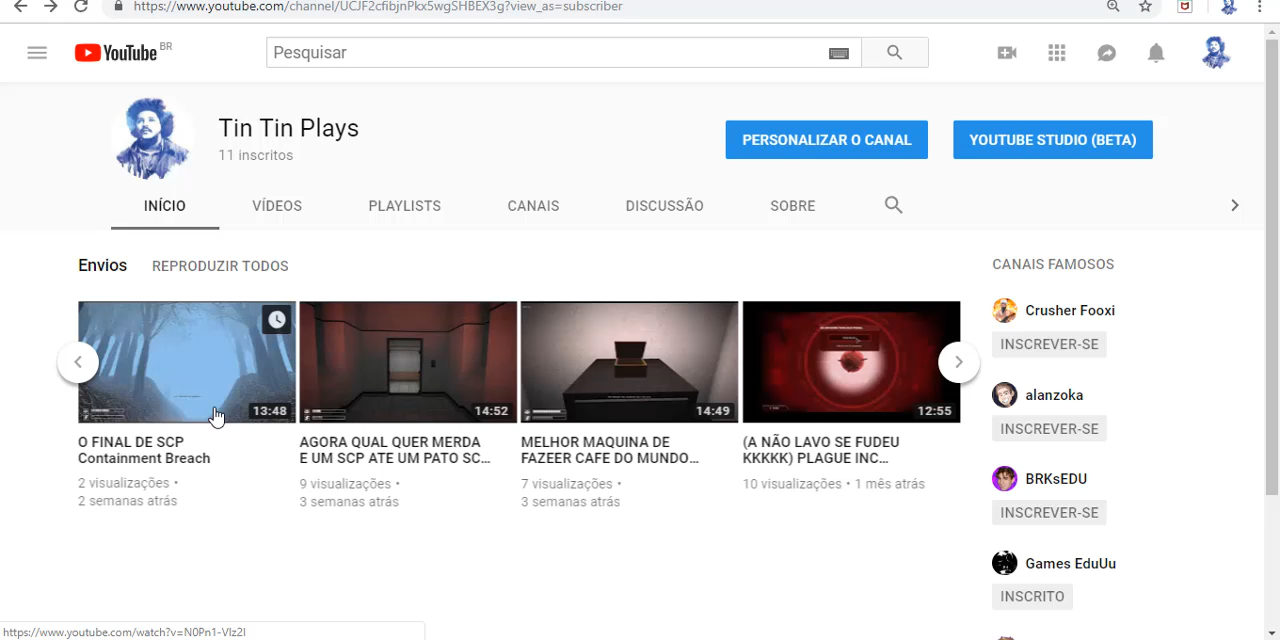 https://www.youtube.com/channel/UCJF2cfibjnPkx5wgSHBEX3g?view_as=subscriber
YouTube BR
Pesquisar
Tin Tin Plays
11 inscritos
PERSONALIZAR O CANAL
YOUTUBE STUDIO (BETA)
INÍCIO
VÍDEOS
PLAYLISTS
CANAIS
DISCUSSÃO
SOBRE
Envios
REPRODUZIR TODOS
13:48
14:52
14:49
12:55
O FINAL DE SCP
Containment Breach
2 visualizações •
2 semanas atrás
AGORA QUAL QUER MERDA
E UM SCP ATE UM PATO SC...
9 visualizações •
3 semanas atrás
MELHOR MAQUINA DE
FAZEER CAFE DO MUNDO...
7 visualizações •
3 semanas atrás
(A NÃO LAVO SE FUDEU
KKKKK) PLAGUE INC...
10 visualizações • 1 mês atrás
CANAIS FAMOSOS
Crusher Fooxi
INSCREVER-SE
alanzoka
INSCREVER-SE
BRKsEDU
INSCREVER-SE
Games EduUu
INSCRITO
https://www.youtube.com/watch?v=N0Pn1-VIz2I